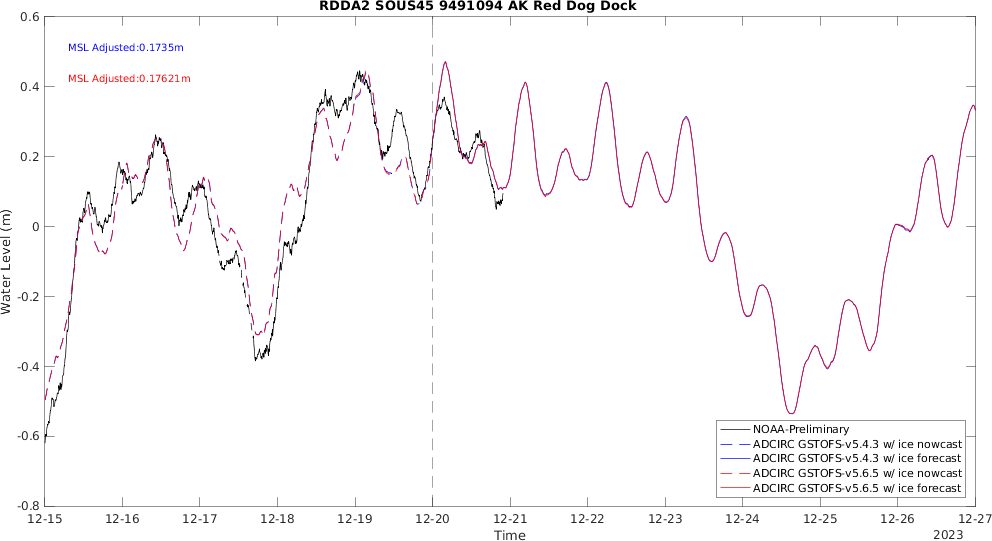 RDDA2 SOUS45 9491094 AK Red Dog Dock
MSL Adjusted:0.1735m
MSL Adjusted:0.17621m
Water Level (m)
0.6
0.4
0.2
0
-0.2
-0.4
-0.6
-0.8
NOAA-Preliminary
ADCIRC GSTOFS-v5.4.3 w/ ice nowcast
ADCIRC GSTOFS-v5.4.3 w/ ice forecast
ADCIRC GSTOFS-v5.6.5 w/ ice nowcast
ADCIRC GSTOFS-v5.6.5 w/ ice forecast
12-15 12-16 12-17 12-18 12-19 12-20 12-21 12-22 12-23 12-24 12-25 12-26 12-27
Time
2023